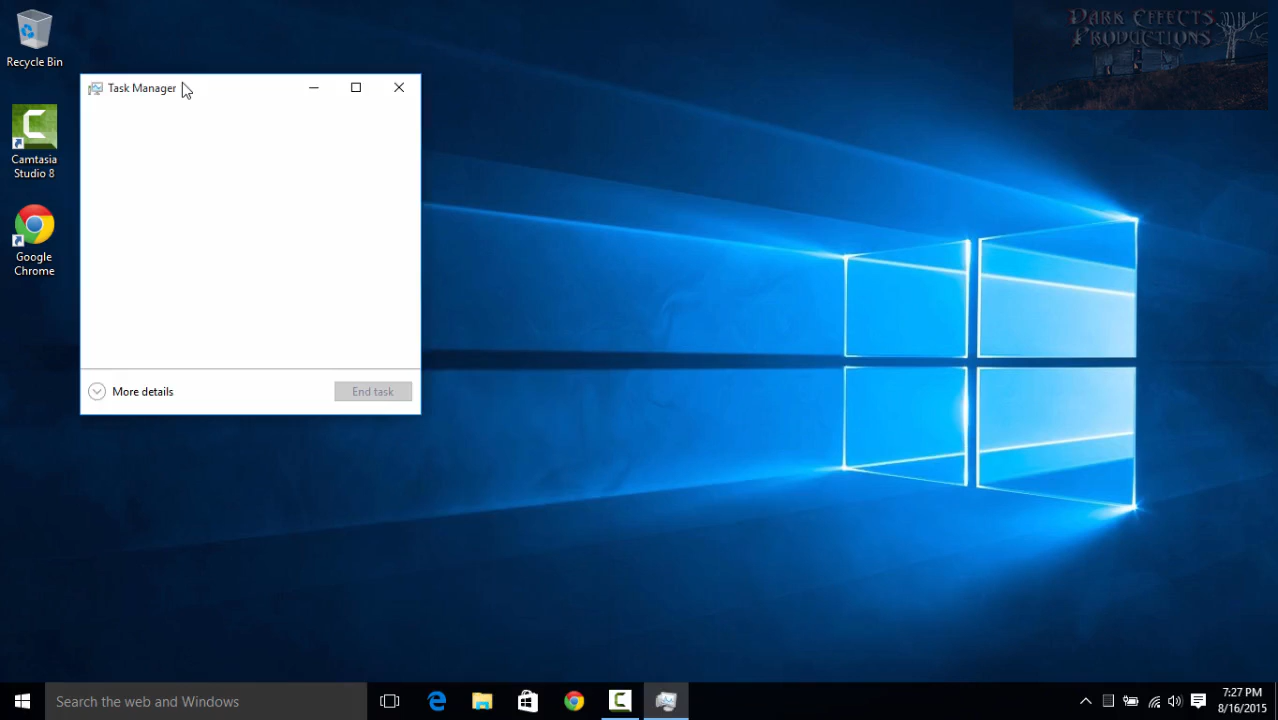 Recycle Bin
Camtasia
Studio 8
Google
Chrome
Task Manager
More details
End task
DARK EFFECTS
PRODUCTIONS
Search the web and Windows
7:27 PM
8/16/2015